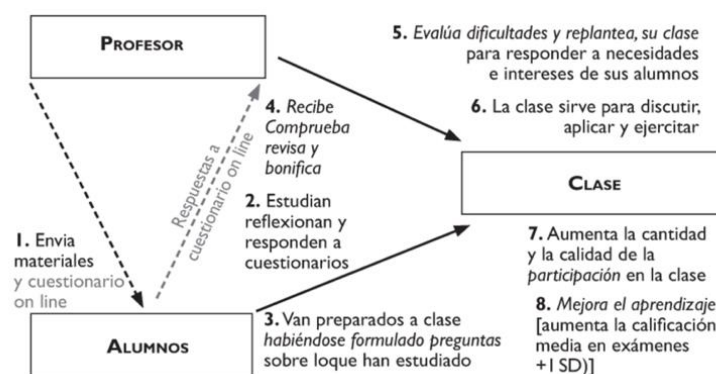 PROFESOR
5. Evalúa dificultades y replantea, su clase
para responder a necesidades
e intereses de sus alumnos
4. Recibe
Comprueba
revisa y
bonifica
6. La clase sirve para discutir,
aplicar y ejercitar
Respuestas a
cuestionario on line
CLASE
2. Estudian
reflexionan y
responden a
cuestionarios
1. Envia
materiales
y cuestionario
on line
7. Aumenta la cantidad
y la calidad de la
participación en la clase
ALUMNOS
3. Van preparados a clase
habiéndose formulado preguntas
sobre loque han estudiado
8. Mejora el aprendizaje
[aumenta la calificación
media en exámenes
+1 SD)]